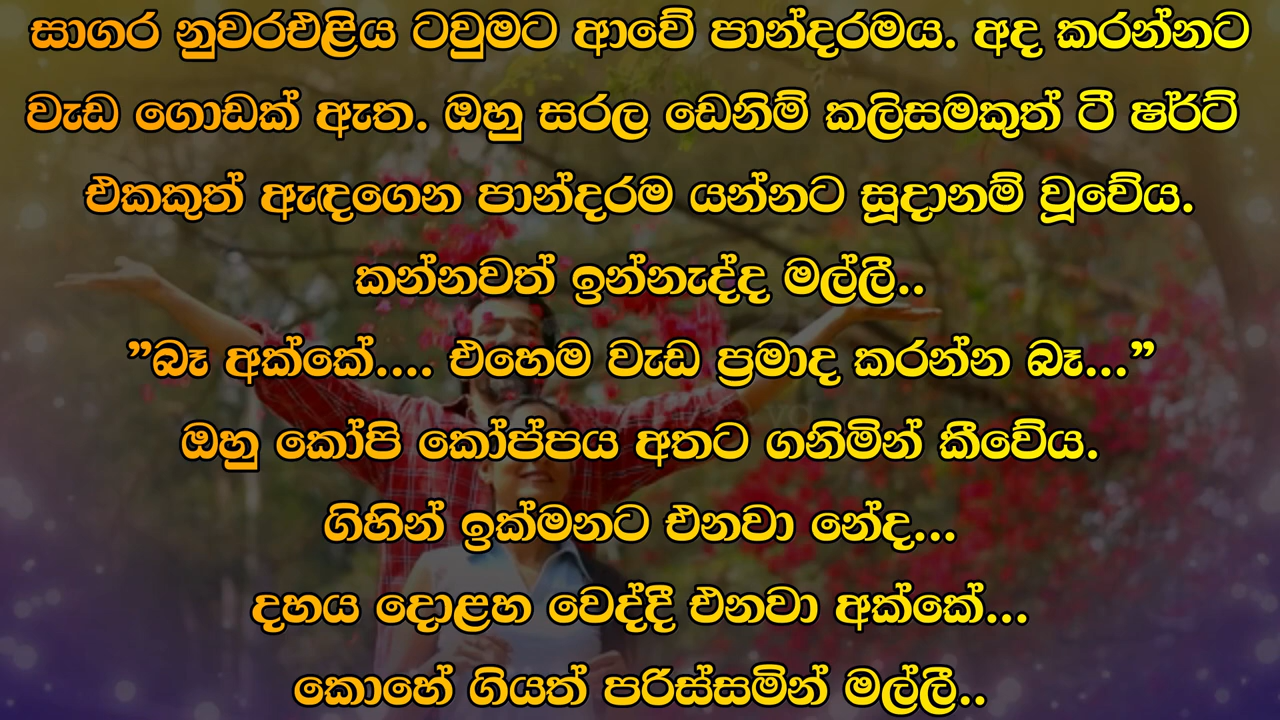 සාගර නුවරඑළිය ටවුමට ආවේ පාන්දරමය. අද කරන්නට
වැඩ ගොඩක් ඇත. ඔහු සරල ඩෙනිම් කලිසමකුත් ටී ෂර්ට්
එකකුත් ඇඳගෙන පාන්දරම යන්නට සූදානම් වූවේය.
කන්නවත් ඉන්නැද්ද මල්ලී..
”බෑ අක්කේ.... එහෙම වැඩ ප්‍රමාද කරන්න බෑ...”
ඔහු කෝපි කෝප්පය අතට ගනිමින් කීවේය.
ගිහින් ඉක්මනට එනවා නේද...
දහය දොළහ වෙද්දී එනවා අක්කේ...
කොහේ ගියත් පරිස්සමින් මල්ලී..